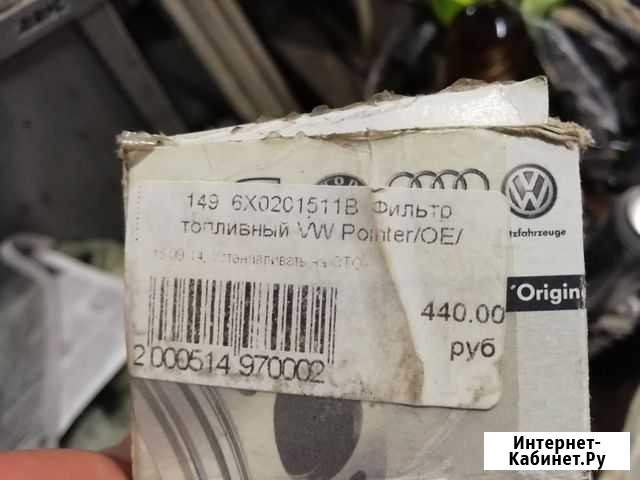 149 6X0201511B Фильтр
топливный VW Pointer/OE/
15.09.14, Устанавливать на СТО
440.00
руб
2 000514 970002
tzfahrzeuge
Origin
Интернет-
Кабинет.Ру